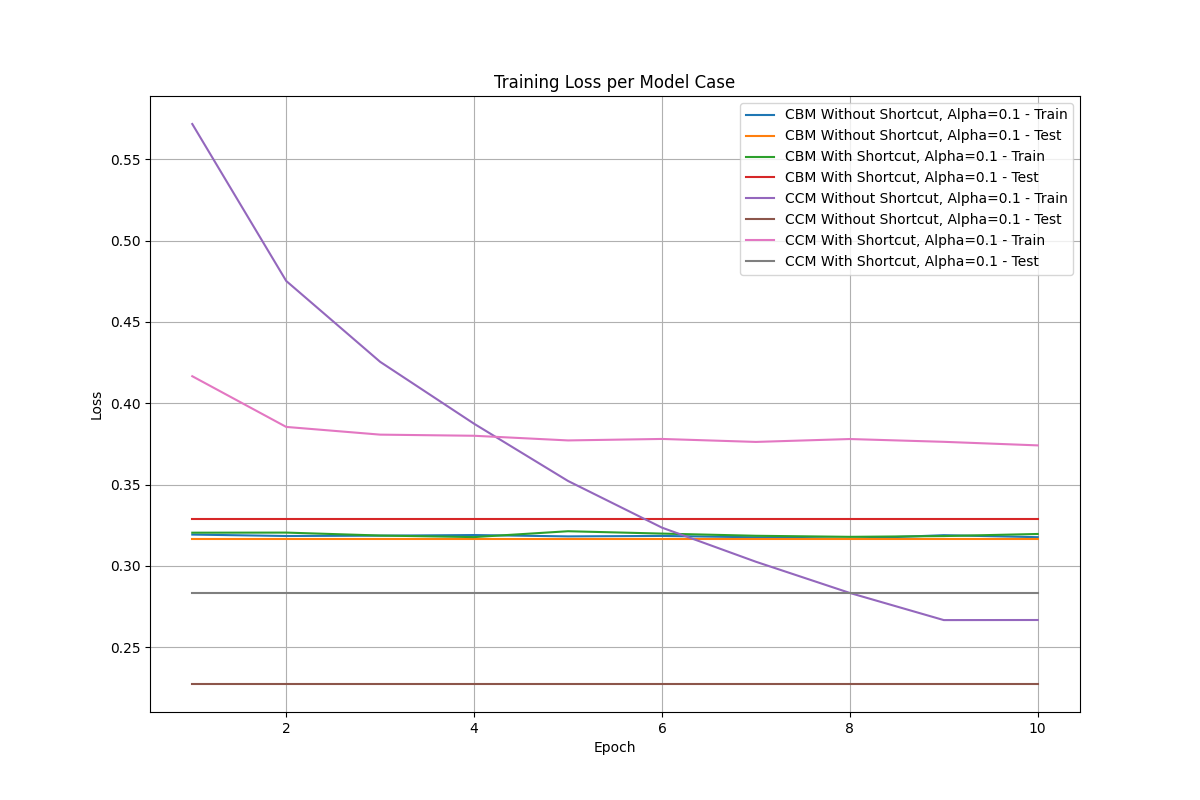 Training Loss per Model Case
CBM Without Shortcut, Alpha=0.1 - Train
CBM Without Shortcut, Alpha=0.1 - Test
CBM With Shortcut, Alpha=0.1 - Train
CBM With Shortcut, Alpha=0.1 - Test
CCM Without Shortcut, Alpha=0.1 - Train
CCM Without Shortcut, Alpha=0.1 - Test
CCM With Shortcut, Alpha=0.1 - Train
CCM With Shortcut, Alpha=0.1 - Test
0.55
0.50
0.45
0.40
0.35
0.30
0.25
Loss
2 4 6 8 10
Epoch